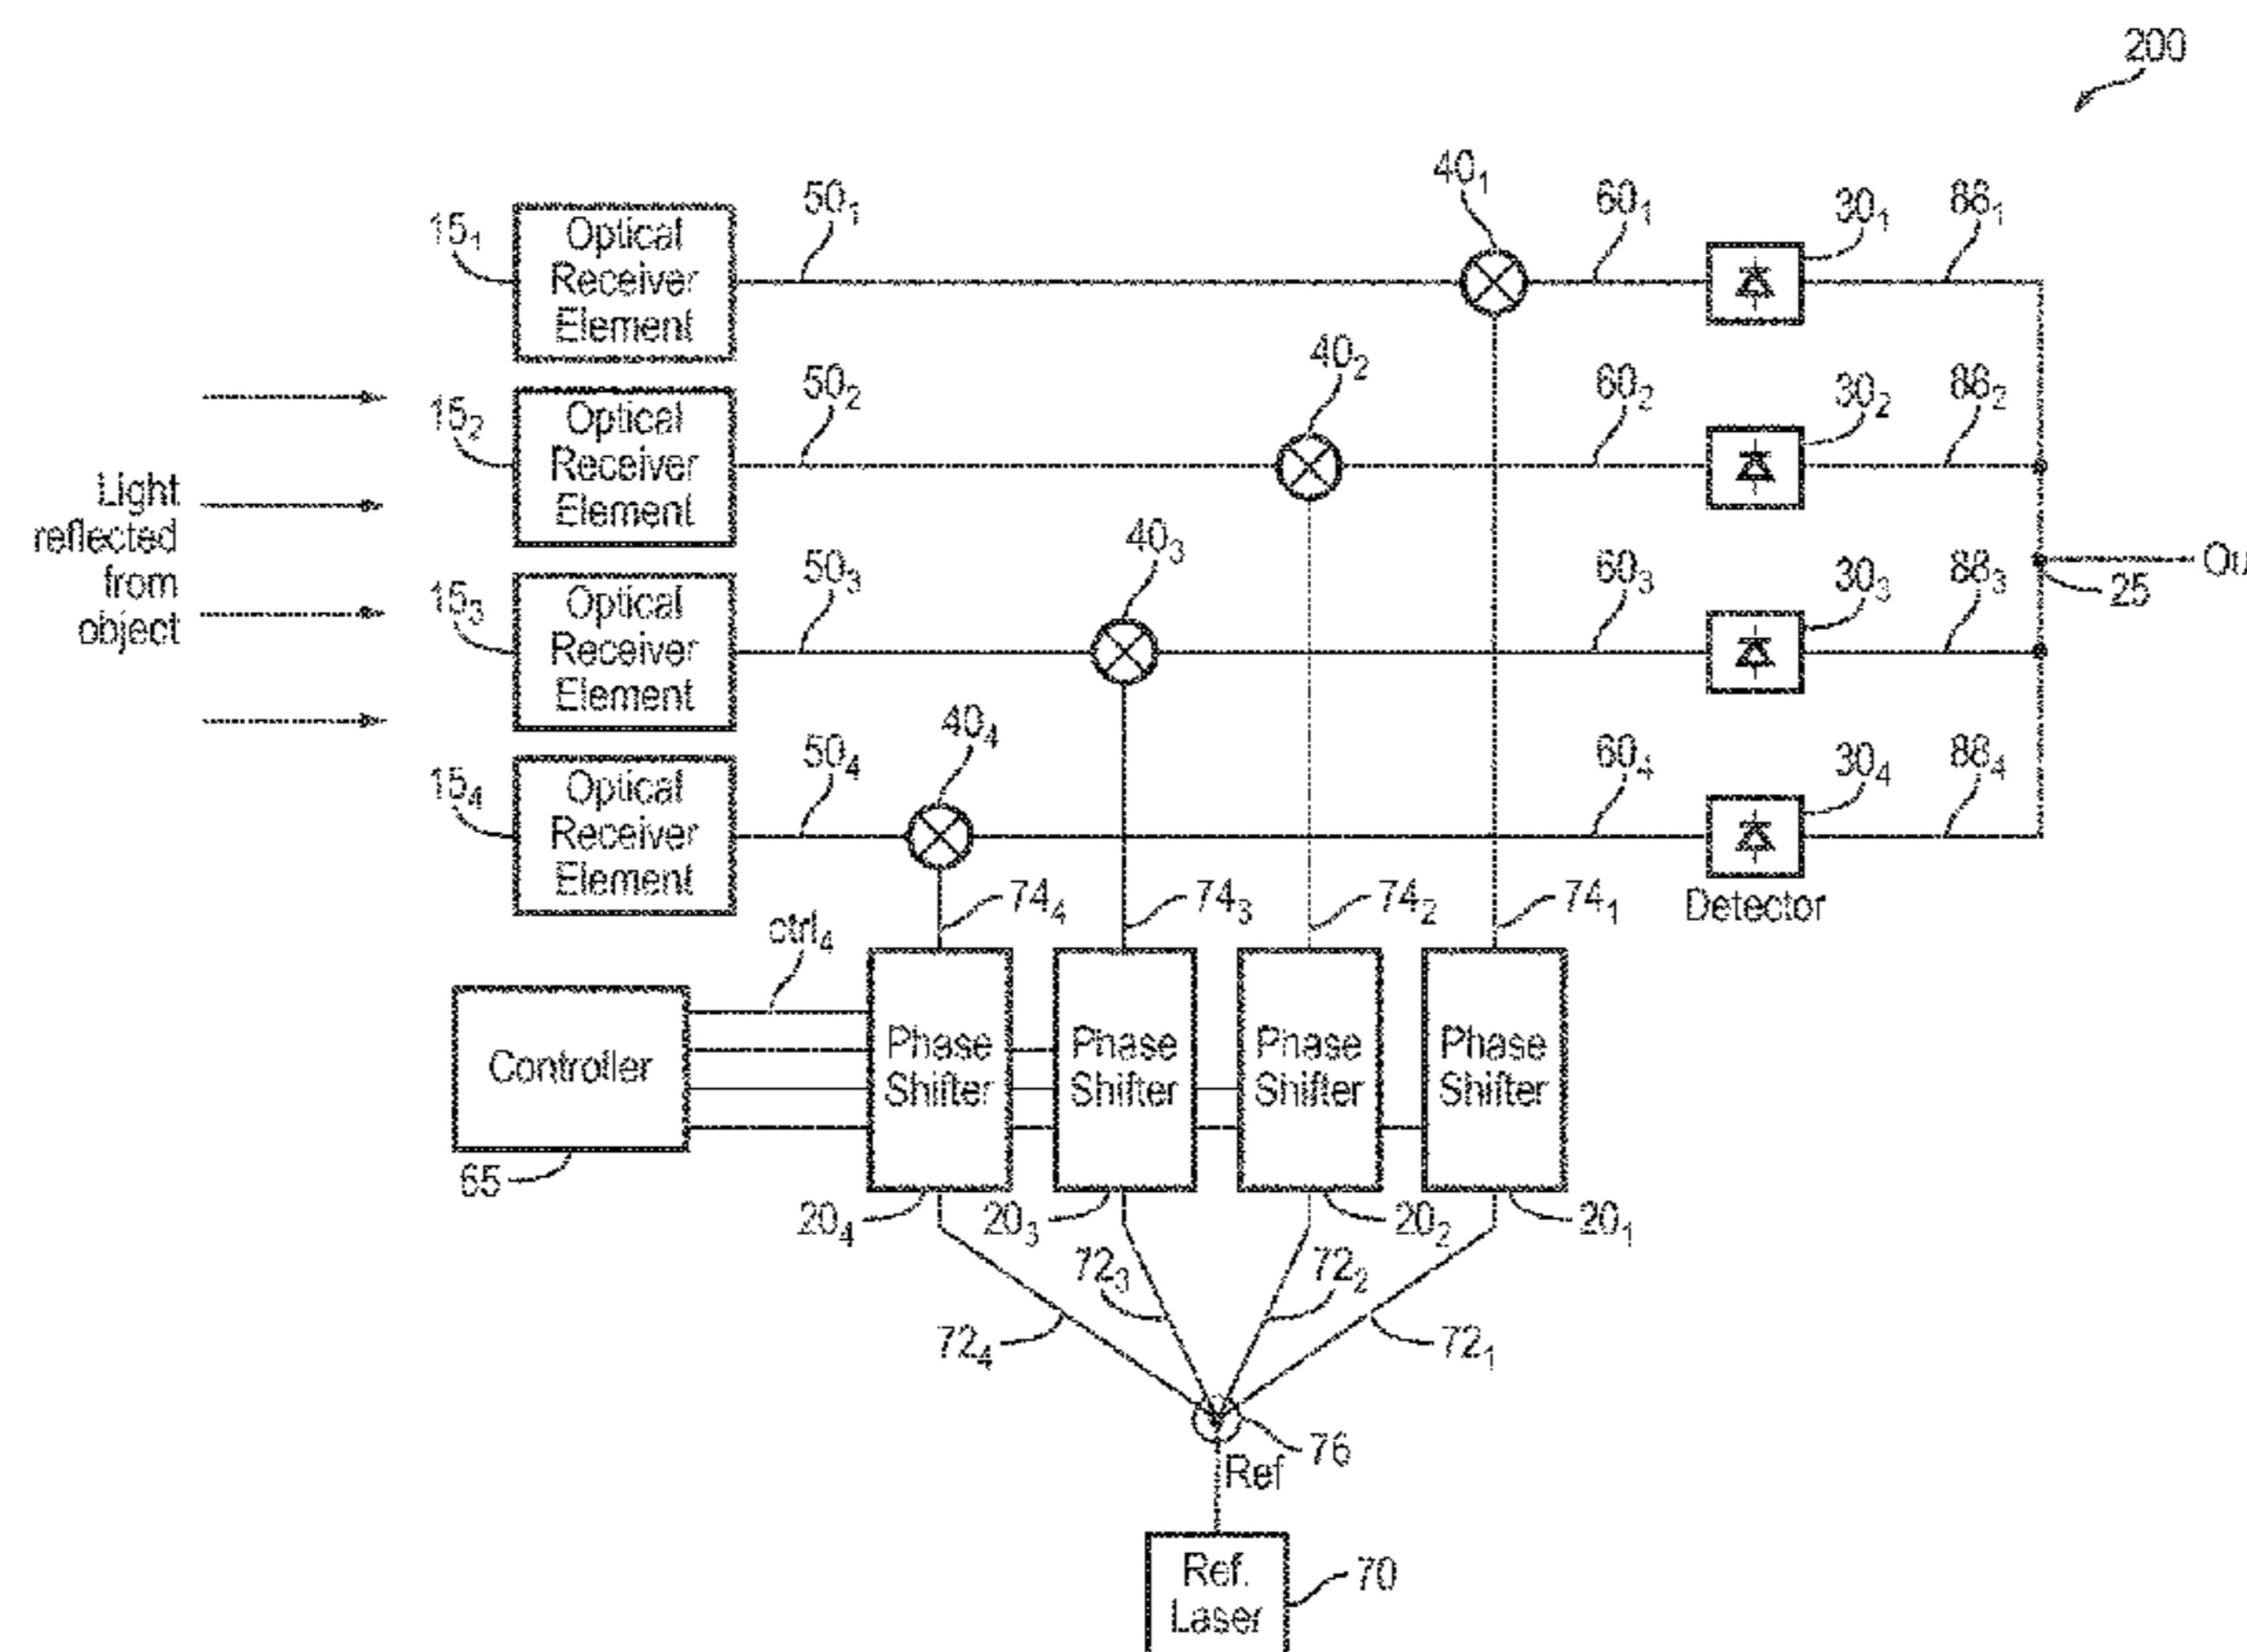 200
40₁
50₁
60₁
30₁
88₁
15₁
Optical
Receiver
Element
40₂
50₂
60₂
30₂
88₂
15₂
Optical
Receiver
Element
Light
reflected
from
object
40₃
50₃
60₃
30₃
88₃
Ou
25
15₃
Optical
Receiver
Element
40₄
50₄
60₄
30₄
88₄
15₄
Optical
Receiver
Element
Detector
74₄
74₃
74₂
74₁
ctrl₄
Controller
Phase
Shifter
Phase
Shifter
Phase
Shifter
Phase
Shifter
65
20₄
20₃
20₂
20₁
72₃
72₂
72₄
72₁
76
Ref
Ref.
Laser
70